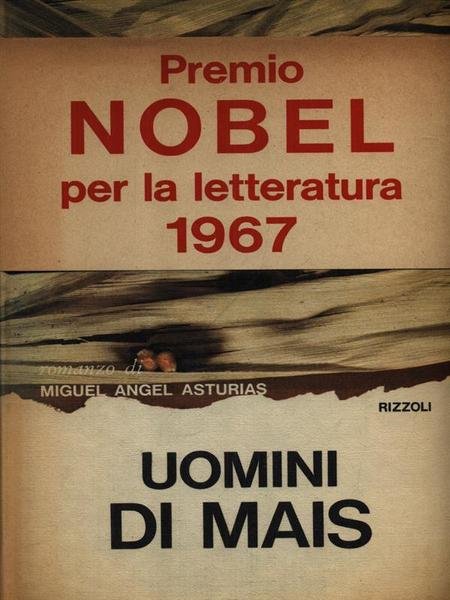 Premio
NOBEL
per la letteratura
1967
romanzo di
MIGUEL ANGEL ASTURIAS
RIZZOLI
UOMINI
DI MAIS